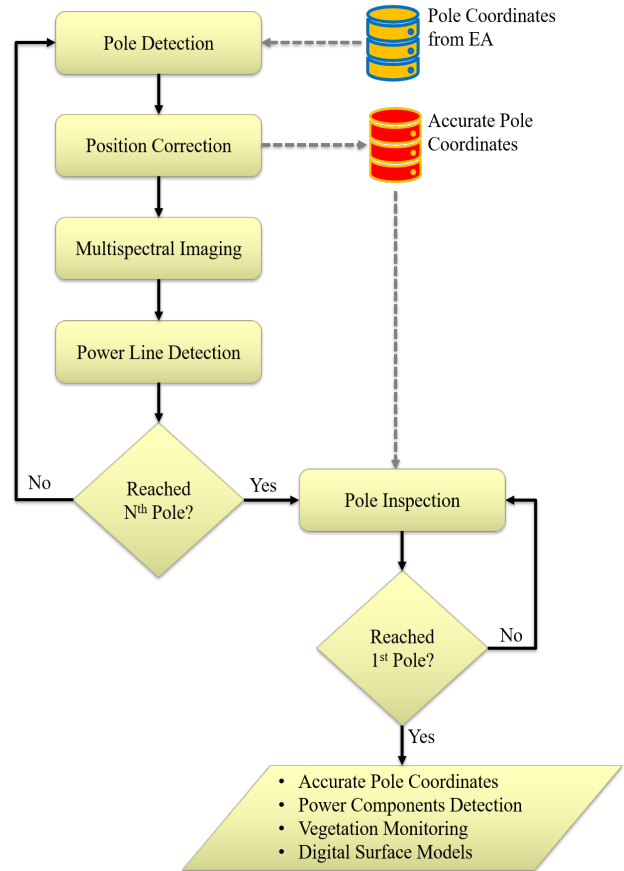 Pole Detection
Pole Coordinates
from EA
Position Correction
Accurate Pole
Coordinates
Multispectral Imaging
Power Line Detection
Reached
Nth Pole?
No
Yes
Pole Inspection
Reached
1st Pole?
No
Yes
• Accurate Pole Coordinates
• Power Components Detection
• Vegetation Monitoring
• Digital Surface Models